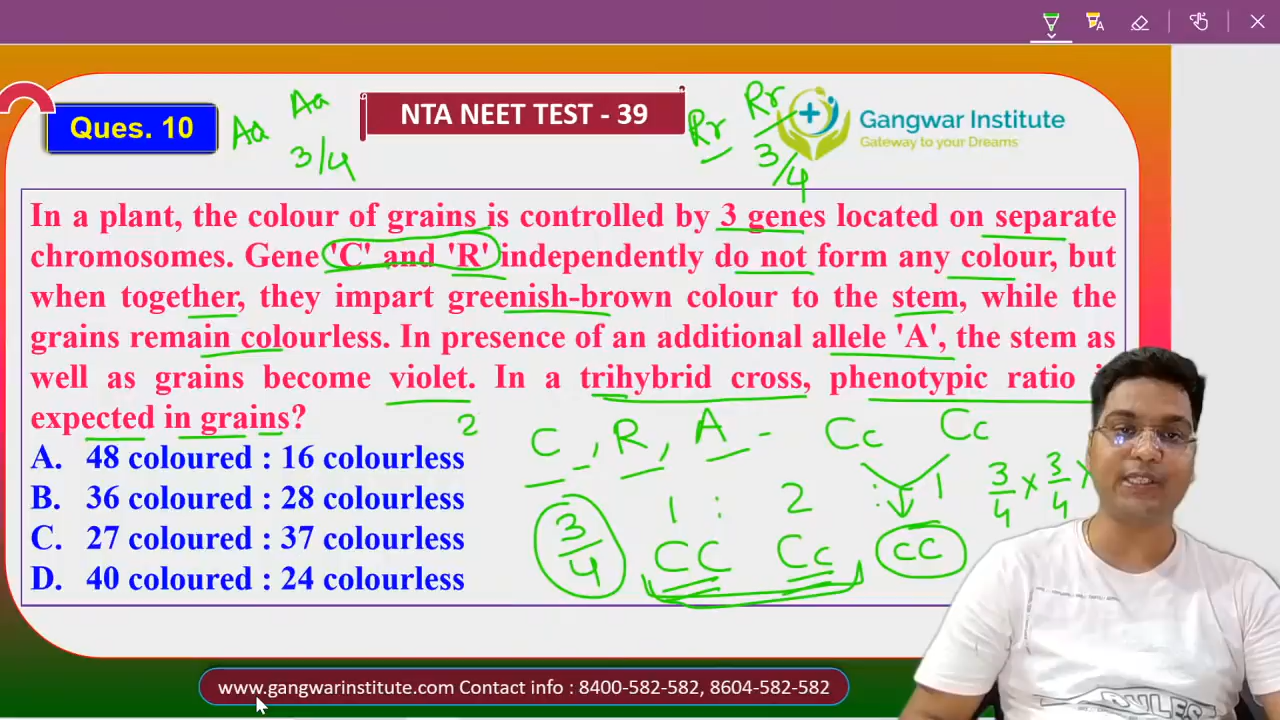 Ques. 10
Aa
Aa
3/4
NTA NEET TEST - 39
Rr
Rr
3/4
Gangwar Institute
Gateway to your Dreams
In a plant, the colour of grains is controlled by 3 genes located on separate
chromosomes. Gene 'C' and 'R' independently do not form any colour, but
when together, they impart greenish-brown colour to the stem, while the
grains remain colourless. In presence of an additional allele 'A', the stem as
well as grains become violet. In a trihybrid cross, phenotypic ratio
expected in grains?
2
C , R , A -
Cc Cc
A. 48 coloured : 16 colourless
B. 36 coloured : 28 colourless
C. 27 coloured : 37 colourless
D. 40 coloured : 24 colourless
1 : 2 : 1
3/4
CC Cc cc
3/4 × 3/4 ×
www.gangwarinstitute.com Contact info : 8400-582-582, 8604-582-582